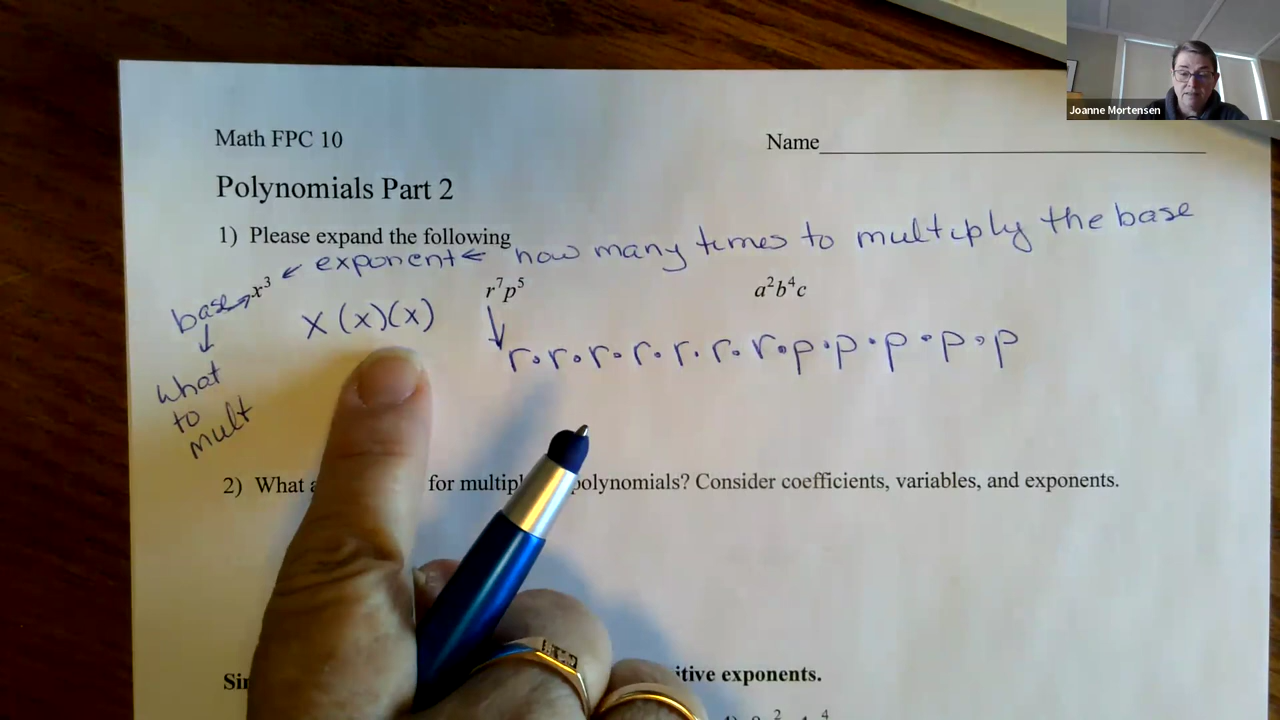 Joanne Mortensen
Math FPC 10 Name
Polynomials Part 2
1) Please expand the following
← exponent ← how many times to multiply the base
base → x³ r⁷p⁵ a²b⁴c
↓
what
to
mult
x (x)(x)
r·r·r·r·r·r·r·p·p·p·p·p
2) What for multipl polynomials? Consider coefficients, variables, and exponents.
itive exponents.